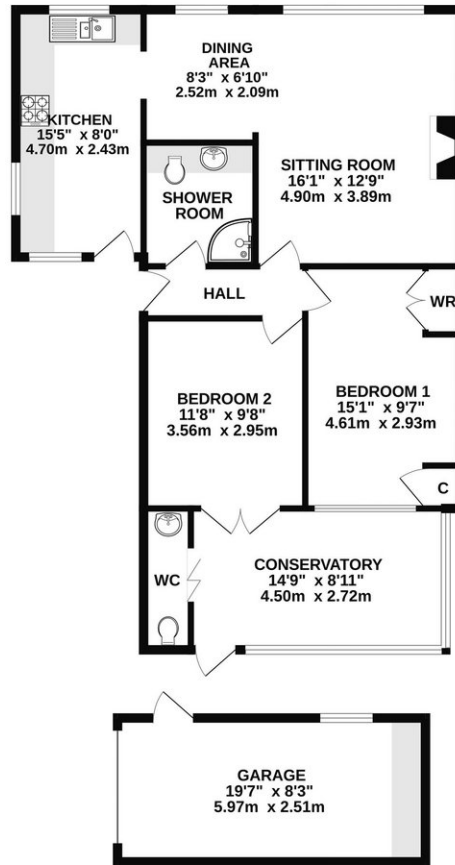 DINING
AREA
8'3" x 6'10"
2.52m x 2.09m
KITCHEN
15'5" x 8'0"
4.70m x 2.43m
SITTING ROOM
16'1" x 12'9"
4.90m x 3.89m
SHOWER
ROOM
HALL
WR
BEDROOM 2
11'8" x 9'8"
3.56m x 2.95m
BEDROOM 1
15'1" x 9'7"
4.61m x 2.93m
C
WC
CONSERVATORY
14'9" x 8'11"
4.50m x 2.72m
GARAGE
19'7" x 8'3"
5.97m x 2.51m